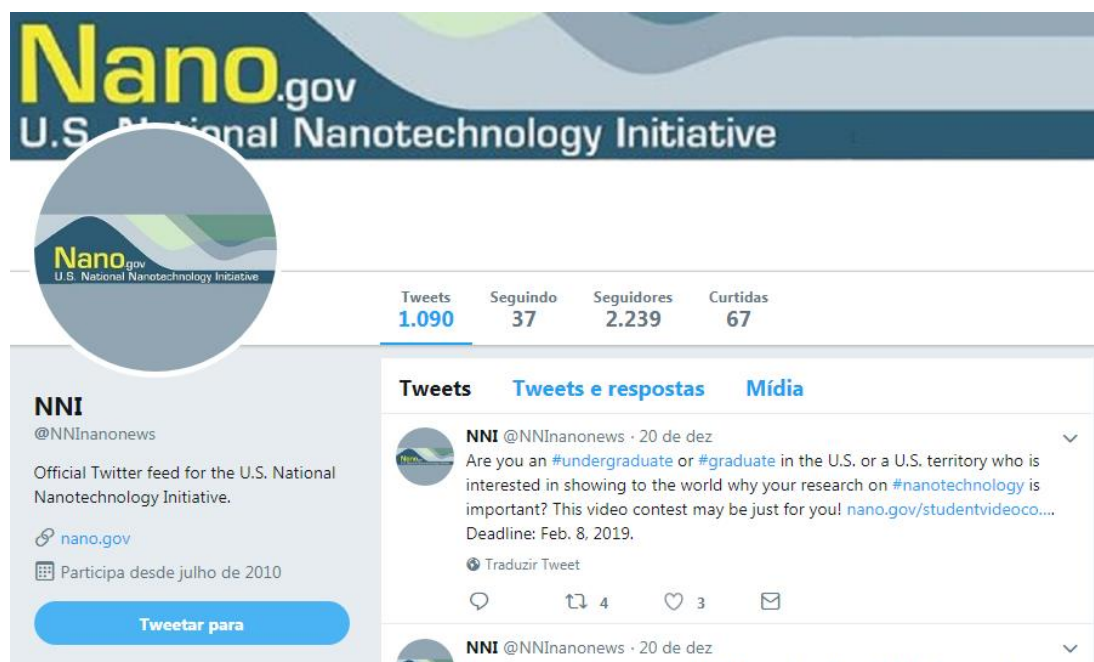 Nano.gov
U.S. National Nanotechnology Initiative
Nano.gov
U.S. National Nanotechnology Initiative
Tweets Seguindo Seguidores Curtidas
1.090 37 2.239 67
NNI
@NNInanonews
Official Twitter feed for the U.S. National
Nanotechnology Initiative.
nano.gov
Participa desde julho de 2010
Tweetar para
Tweets Tweets e respostas Mídia
NNI @NNInanonews · 20 de dez
Are you an #undergraduate or #graduate in the U.S. or a U.S. territory who is
interested in showing to the world why your research on #nanotechnology is
important? This video contest may be just for you! nano.gov/studentvideoco....
Deadline: Feb. 8, 2019.
Traduzir Tweet
4 3
NNI @NNInanonews · 20 de dez